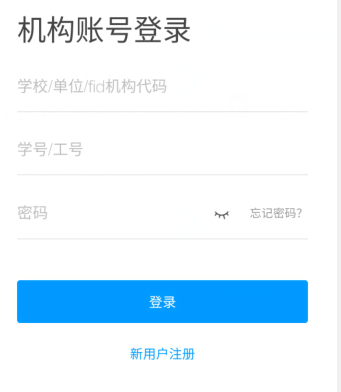 机构账号登录
学校/单位/fid机构代码
学号/工号
密码 忘记密码?
登录
新用户注册